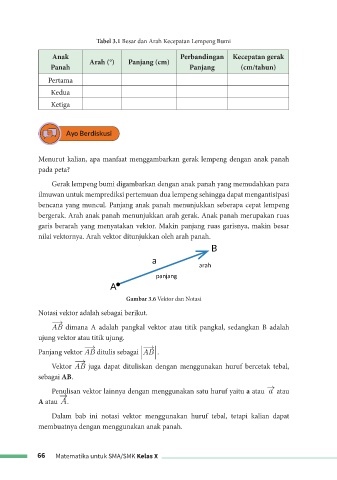 Tabel 3.1 Besar dan Arah Kecepatan Lempeng Bumi
Anak Panah Arah (°) Panjang (cm) Perbandingan Panjang Kecepatan gerak (cm/tahun)
Pertama
Kedua
Ketiga
Ayo Berdiskusi
Menurut kalian, apa manfaat menggambarkan gerak lempeng dengan anak panah
pada peta?
Gerak lempeng bumi digambarkan dengan anak panah yang memudahkan para
ilmuwan untuk memprediksi pertemuan dua lempeng sehingga dapat mengantisipasi
bencana yang muncul. Panjang anak panah menunjukkan seberapa cepat lempeng
bergerak. Arah anak panah menunjukkan arah gerak. Anak panah merupakan ruas
garis berarah yang menyatakan vektor. Makin panjang ruas garisnya, makin besar
nilai vektornya. Arah vektor ditunjukkan oleh arah panah.
B
a
arah
panjang
A
Gambar 3.6 Vektor dan Notasi
Notasi vektor adalah sebagai berikut.
$\overrightarrow{AB}$ dimana A adalah pangkal vektor atau titik pangkal, sedangkan B adalah
ujung vektor atau titik ujung.
Panjang vektor $\overrightarrow{AB}$ ditulis sebagai $|\overrightarrow{AB}|$.
Vektor $\overrightarrow{AB}$ juga dapat dituliskan dengan menggunakan huruf bercetak tebal,
sebagai AB.
Penulisan vektor lainnya dengan menggunakan satu huruf yaitu a atau $\overrightarrow{a}$ atau
A atau $\overrightarrow{A}$.
Dalam bab ini notasi vektor menggunakan huruf tebal, tetapi kalian dapat
membuatnya dengan menggunakan anak panah.
66 Matematika untuk SMA/SMK Kelas X